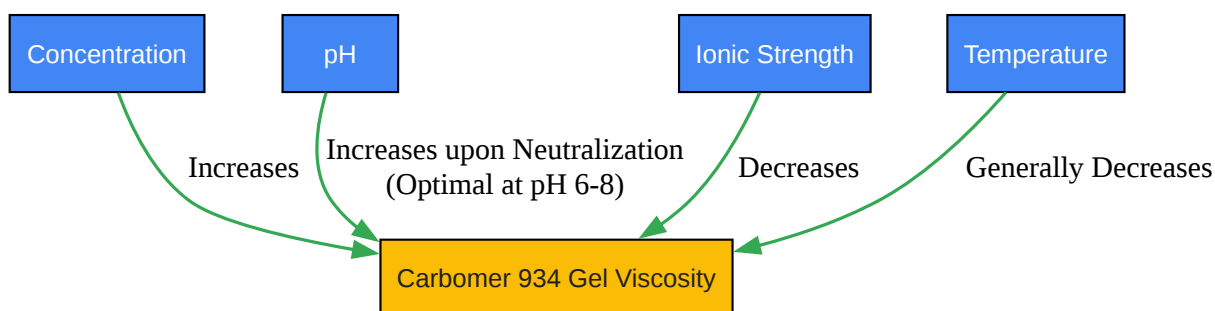 Concentration
pH
Ionic Strength
Temperature
Increases
Increases upon Neutralization
(Optimal at pH 6-8)
Decreases
Generally Decreases
Carbomer 934 Gel Viscosity